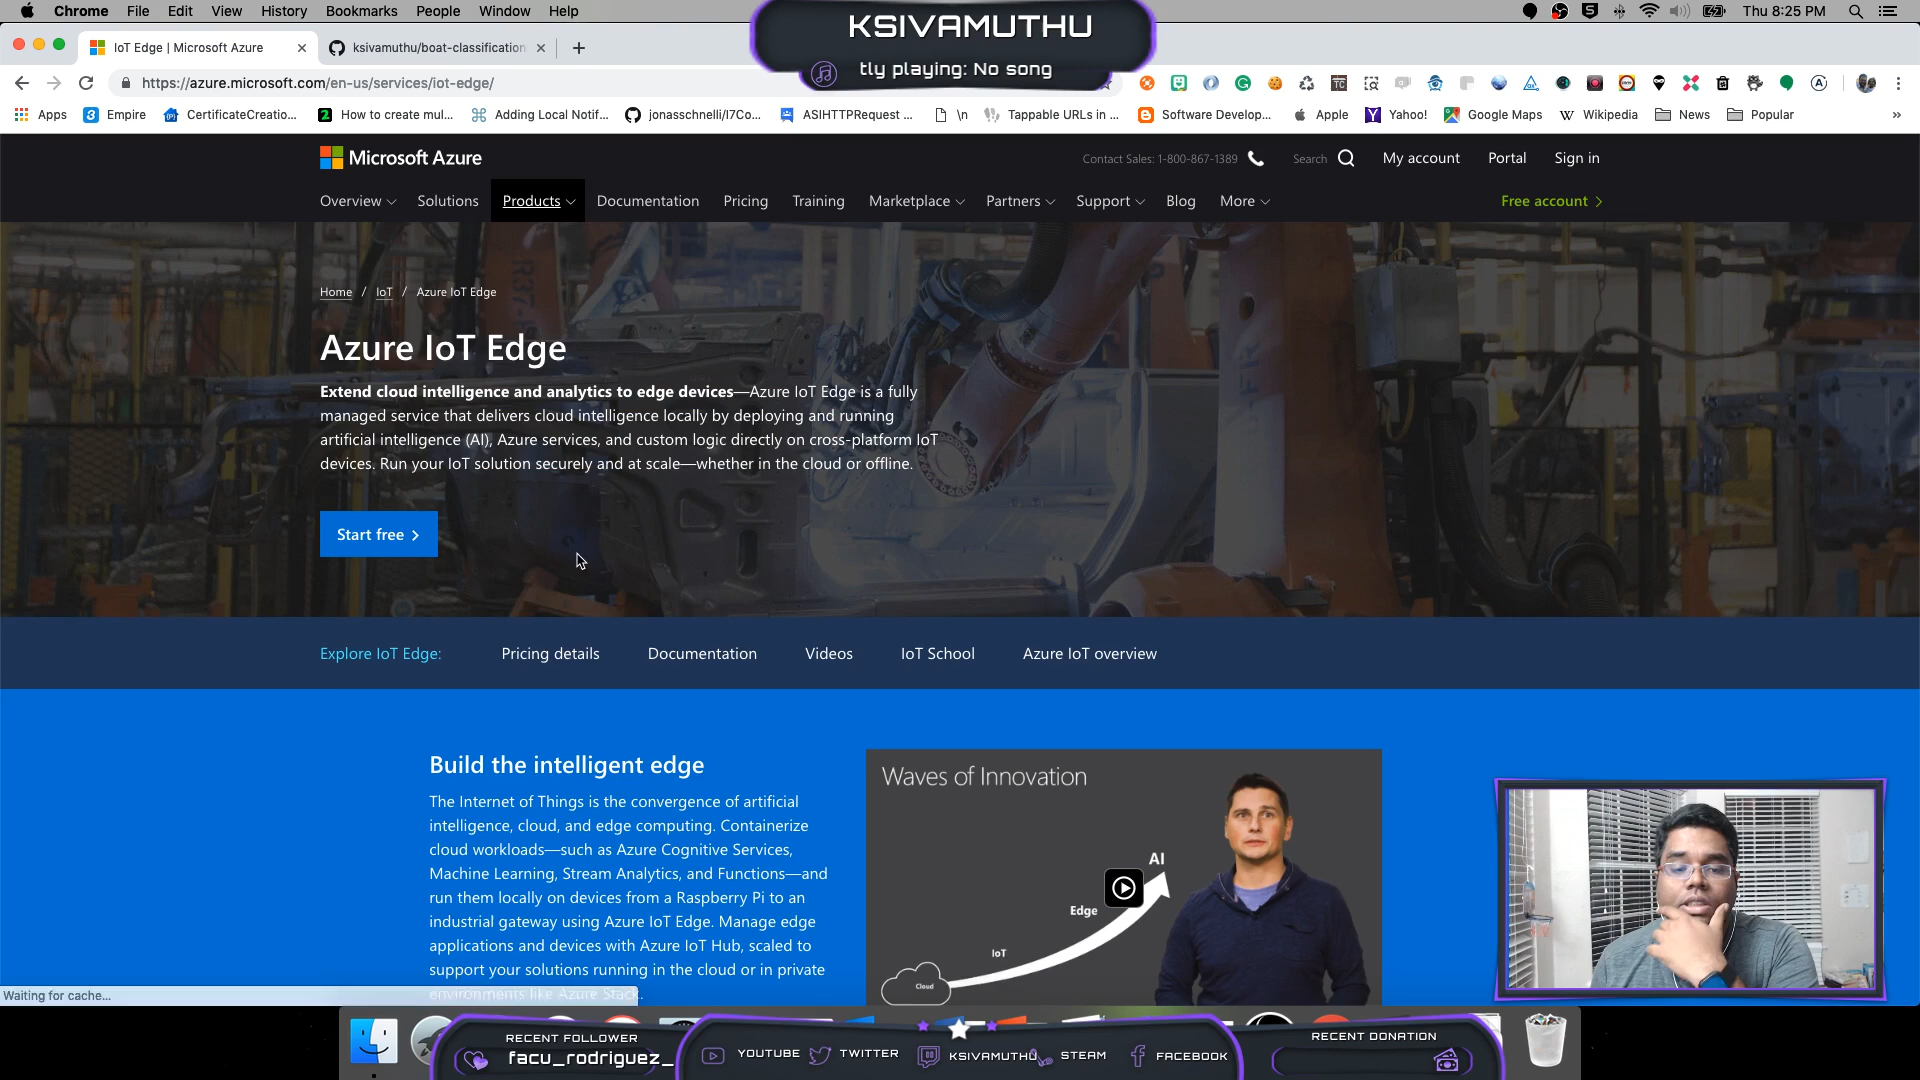 Chrome File Edit View History Bookmarks People Window Help
Thu 8:25 PM
KSIVAMUTHU
tly playing: No song
IoT Edge | Microsoft Azure
ksivamuthu/boat-classification
https://azure.microsoft.com/en-us/services/iot-edge/
Apps Empire CertificateCreatio... How to create mul... Adding Local Notif... jonasschnelli/I7Co... ASIHTTPRequest ... \n Tappable URLs in ... Software Develop... Apple Yahoo! Google Maps Wikipedia News Popular »
Microsoft Azure
Contact Sales: 1-800-867-1389 Search My account Portal Sign in
Overview Solutions Products Documentation Pricing Training Marketplace Partners Support Blog More Free account
Home / IoT / Azure IoT Edge
Azure IoT Edge
Extend cloud intelligence and analytics to edge devices—Azure IoT Edge is a fully
managed service that delivers cloud intelligence locally by deploying and running
artificial intelligence (AI), Azure services, and custom logic directly on cross-platform IoT
devices. Run your IoT solution securely and at scale—whether in the cloud or offline.
Start free
Explore IoT Edge: Pricing details Documentation Videos IoT School Azure IoT overview
Build the intelligent edge
The Internet of Things is the convergence of artificial
intelligence, cloud, and edge computing. Containerize
cloud workloads—such as Azure Cognitive Services,
Machine Learning, Stream Analytics, and Functions—and
run them locally on devices from a Raspberry Pi to an
industrial gateway using Azure IoT Edge. Manage edge
applications and devices with Azure IoT Hub, scaled to
support your solutions running in the cloud or in private
environments like Azure Stack.
Waves of Innovation
AI
Edge
IoT
Cloud
Waiting for cache...
RECENT FOLLOWER
facu_rodriguez_
YOUTUBE TWITTER KSIVAMUTHU STEAM FACEBOOK
RECENT DONATION